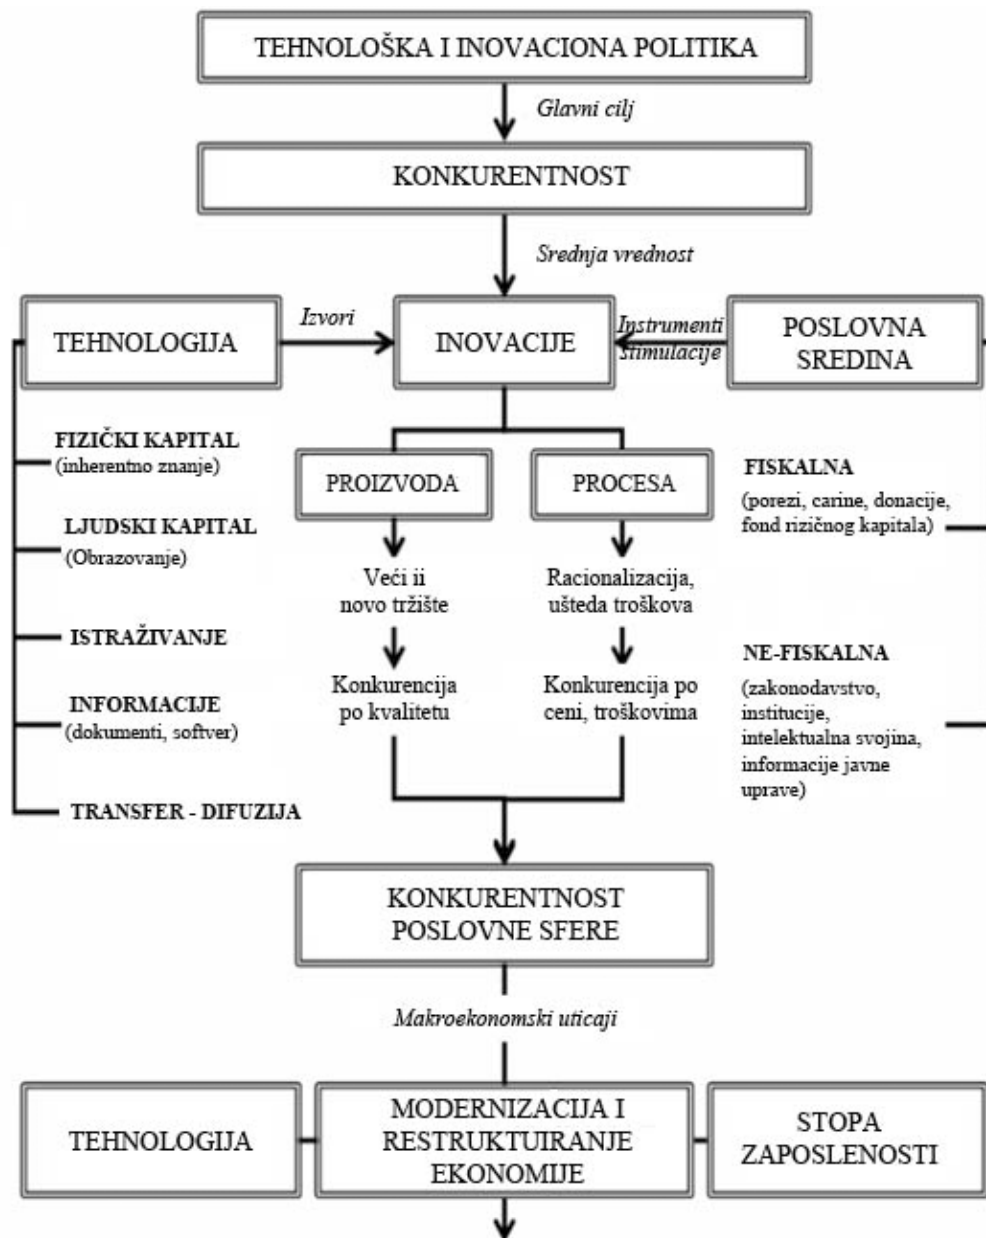 TEHNOLOŠKA I INOVACIONA POLITIKA
Glavni cilj
KONKURENTNOST
Srednja vrednost
TEHNOLOGIJA
Izvori
INOVACIJE
Instrumenti
stimulacije
POSLOVNA
SREDINA
FIZIČKI KAPITAL
(inherentno znanje)
LJUDSKI KAPITAL
(Obrazovanje)
ISTRAŽIVANJE
INFORMACIJE
(dokumenti, softver)
TRANSFER - DIFUZIJA
PROIZVODA
Veći ii
novo tržište
Konkurencija
po kvalitetu
PROCESA
Racionalizacija,
ušteda troškova
Konkurencija po
ceni, troškovima
FISKALNA
(porezi, carine, donacije,
fond rizičnog kapitala)
NE-FISKALNA
(zakonodavstvo,
institucije,
intelektualna svojina,
informacije javne
uprave)
KONKURENTNOST
POSLOVNE SFERE
Makroekonomski uticaji
TEHNOLOGIJA
MODERNIZACIJA I
RESTRUKTUIRANJE
EKONOMIJE
STOPA
ZAPOSLENOSTI